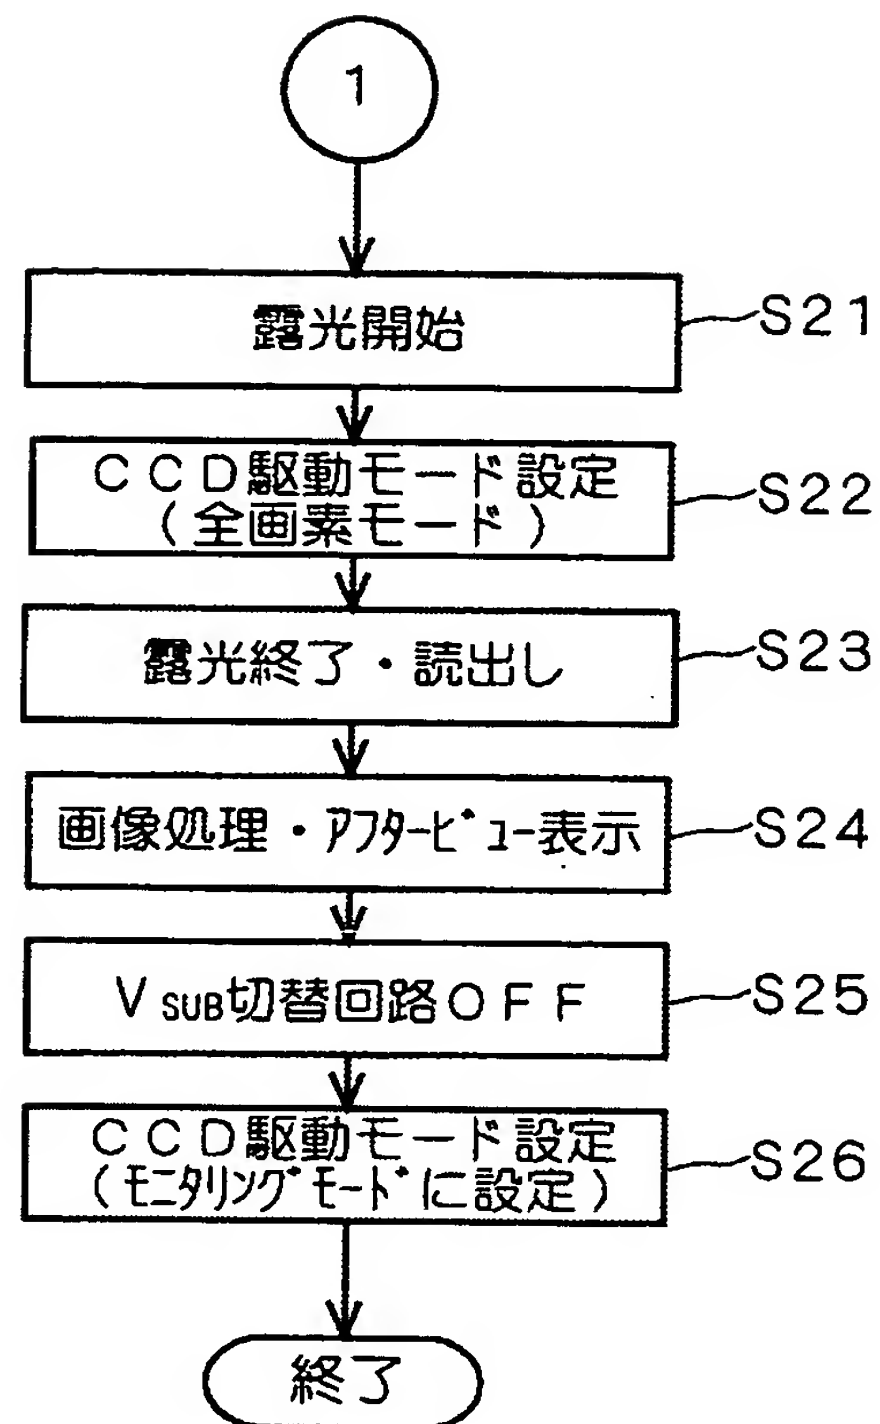 1
露光開始 S21
CCD駆動モード設定
(全画素モード) S22
露光終了・読出し S23
画像処理・ｱﾌﾀｰﾋﾞｭｰ表示 S24
VSUB切替回路OFF S25
CCD駆動モード設定
(ﾓﾆﾀﾘﾝｸﾞﾓｰﾄﾞに設定) S26
終了